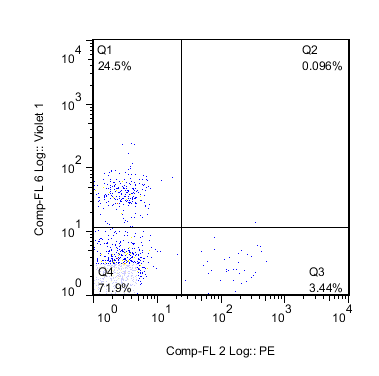 Q1
24.5%
Q2
0.096%
Q4
71.9%
Q3
3.44%
10^4
10^3
10^2
10^1
10^0
10^0 10^1 10^2 10^3 10^4
Comp-FL 6 Log:: Violet 1
Comp-FL 2 Log:: PE